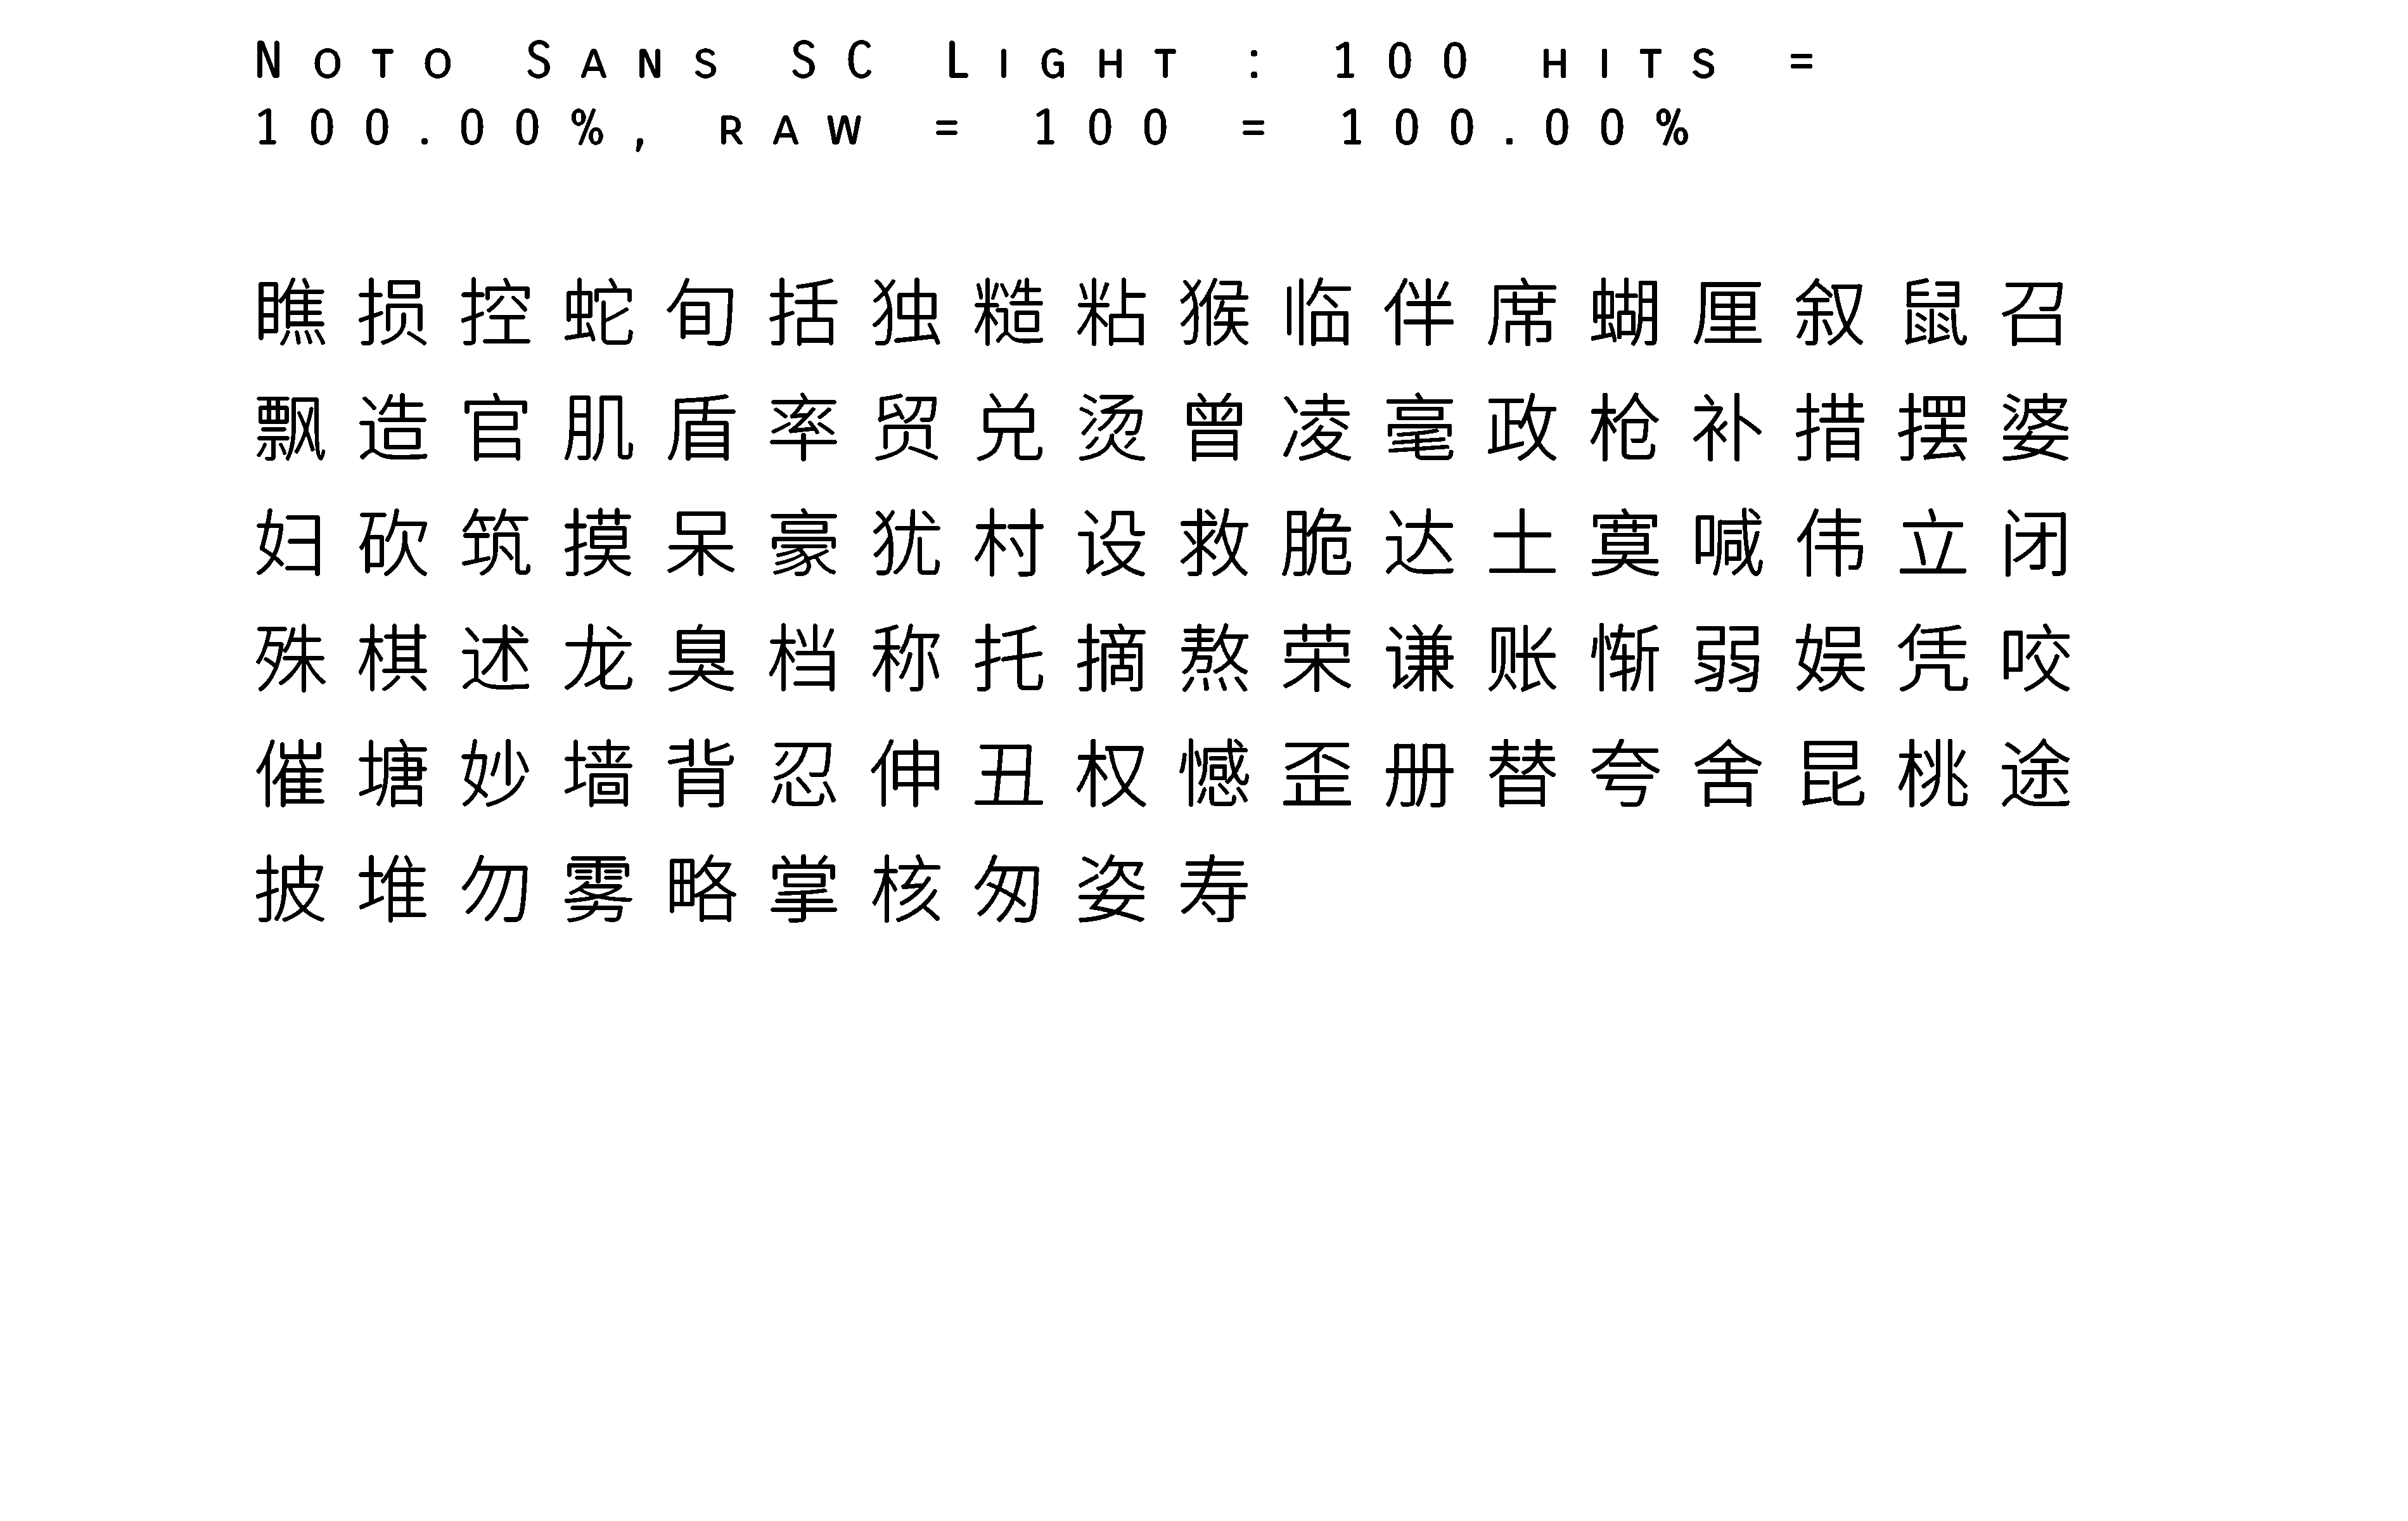 Noto Sans SC Light : 100 hits =
100.00%, raw = 100 = 100.00%
瞧损控蛇旬括独糙粘猴临伴席蝴厘叙鼠召
飘造官肌盾率贸兑烫曾凌毫政枪补措摆婆
妇砍筑摸呆豪犹村设救脆达土寞喊伟立闭
殊棋述龙臭档称托摘熬荣谦账惭弱娱凭咬
催塘妙墙背忍伸丑权憾歪册替夸舍昆桃途
披堆勿雾略掌核匆姿寿